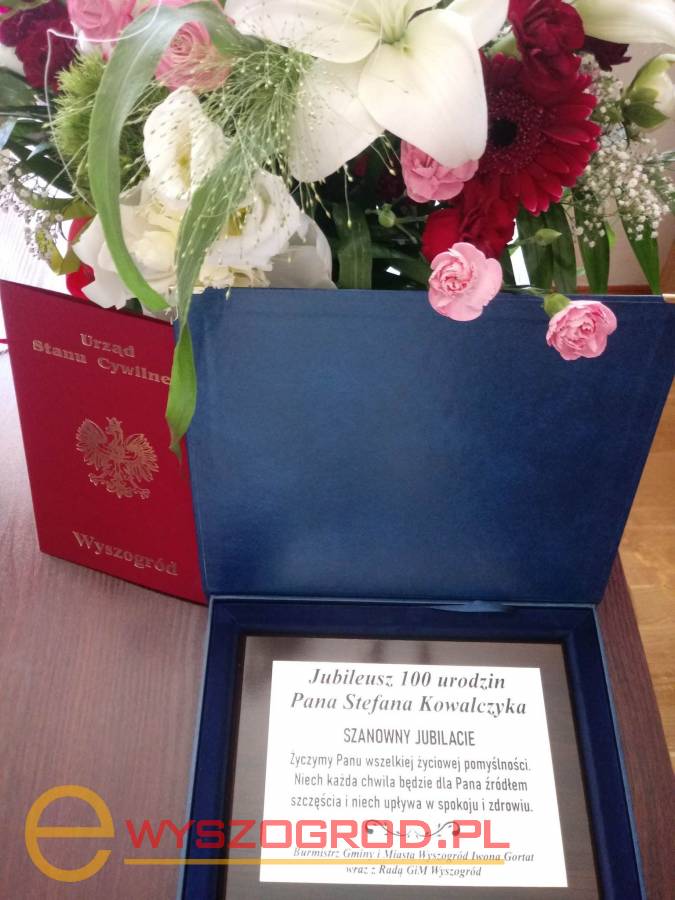 Urząd
Stanu Cywilne
Wyszogród
Jubileusz 100 urodzin
Pana Stefana Kowalczyka
SZANOWNY JUBILACIE
Życzymy Panu wszelkiej życiowej pomyślności.
Niech każda chwila będzie dla Pana źródłem
szczęścia i niech upływa w spokoju i zdrowiu.
Burmistrz Gminy i Miasta Wyszogród Iwona Gortat
wraz z Radą GiM Wyszogród
e WYSZOGROD.PL